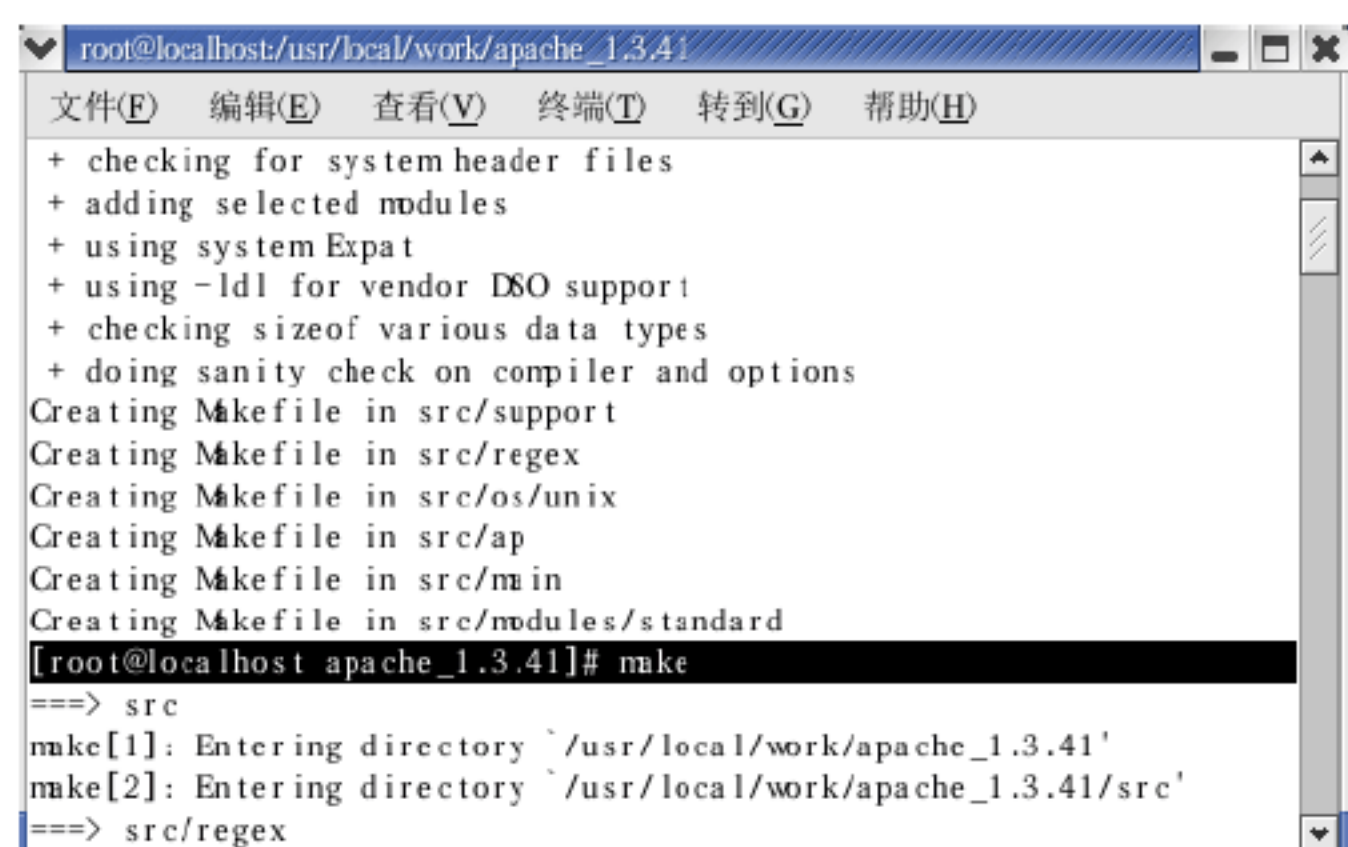 root@localhost:/usr/local/work/apache_1.3.41
文件(F) 编辑(E) 查看(V) 终端(T) 转到(G) 帮助(H)
+ checking for system header files
+ adding selected modules
+ using system Expat
+ using -ldl for vendor DSO support
+ checking sizeof various data types
+ doing sanity check on compiler and options
Creating Makefile in src/support
Creating Makefile in src/regex
Creating Makefile in src/os/unix
Creating Makefile in src/ap
Creating Makefile in src/main
Creating Makefile in src/modules/standard
[root@localhost apache_1.3.41]# make
===> src
make[1]: Entering directory `/usr/local/work/apache_1.3.41'
make[2]: Entering directory `/usr/local/work/apache_1.3.41/src'
===> src/regex